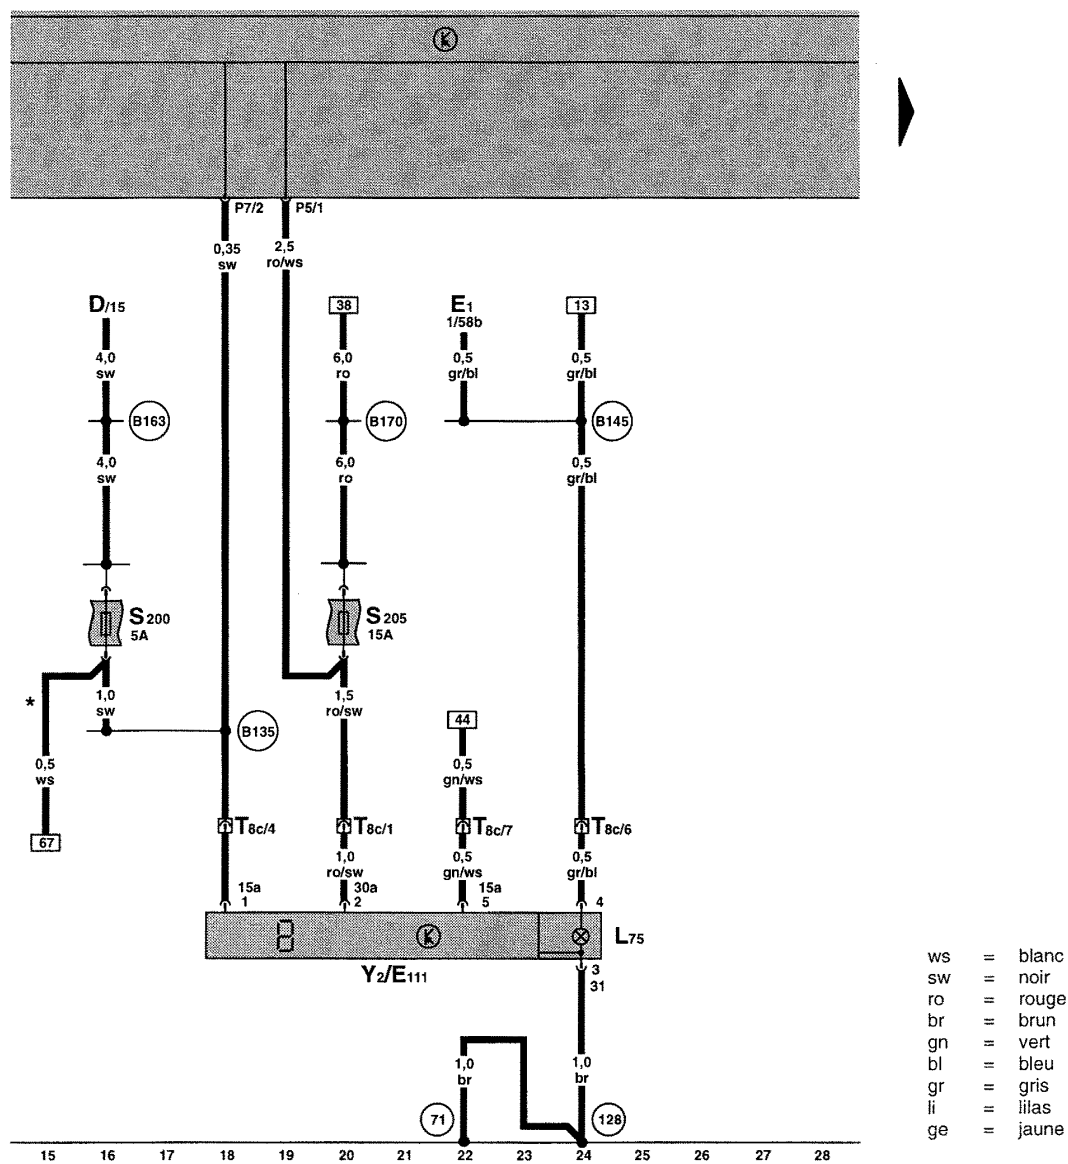 K
P7/2 P5/1
0,35 2,5
sw ro/ws
D/15 38 E1 13
1/58b
4,0 6,0 0,5 0,5
sw ro gr/bl gr/bl
B163 B170 B145
4,0 6,0 0,5
sw ro gr/bl
S200 S205
5A 15A
* 1,0 1,5
sw ro/sw
44
B135
0,5 0,5
ws gn/ws
T8c/4 T8c/1 T8c/7 T8c/6
67
1,0 0,5 0,5
ro/sw gn/ws gr/bl
15a 30a 15a
1 2 5 4
K L75
Y2/E111 3
31
1,0 1,0
br br
71 128
15 16 17 18 19 20 21 22 23 24 25 26 27 28
ws = blanc
sw = noir
ro = rouge
br = brun
gn = vert
bl = bleu
gr = gris
li = lilas
ge = jaune